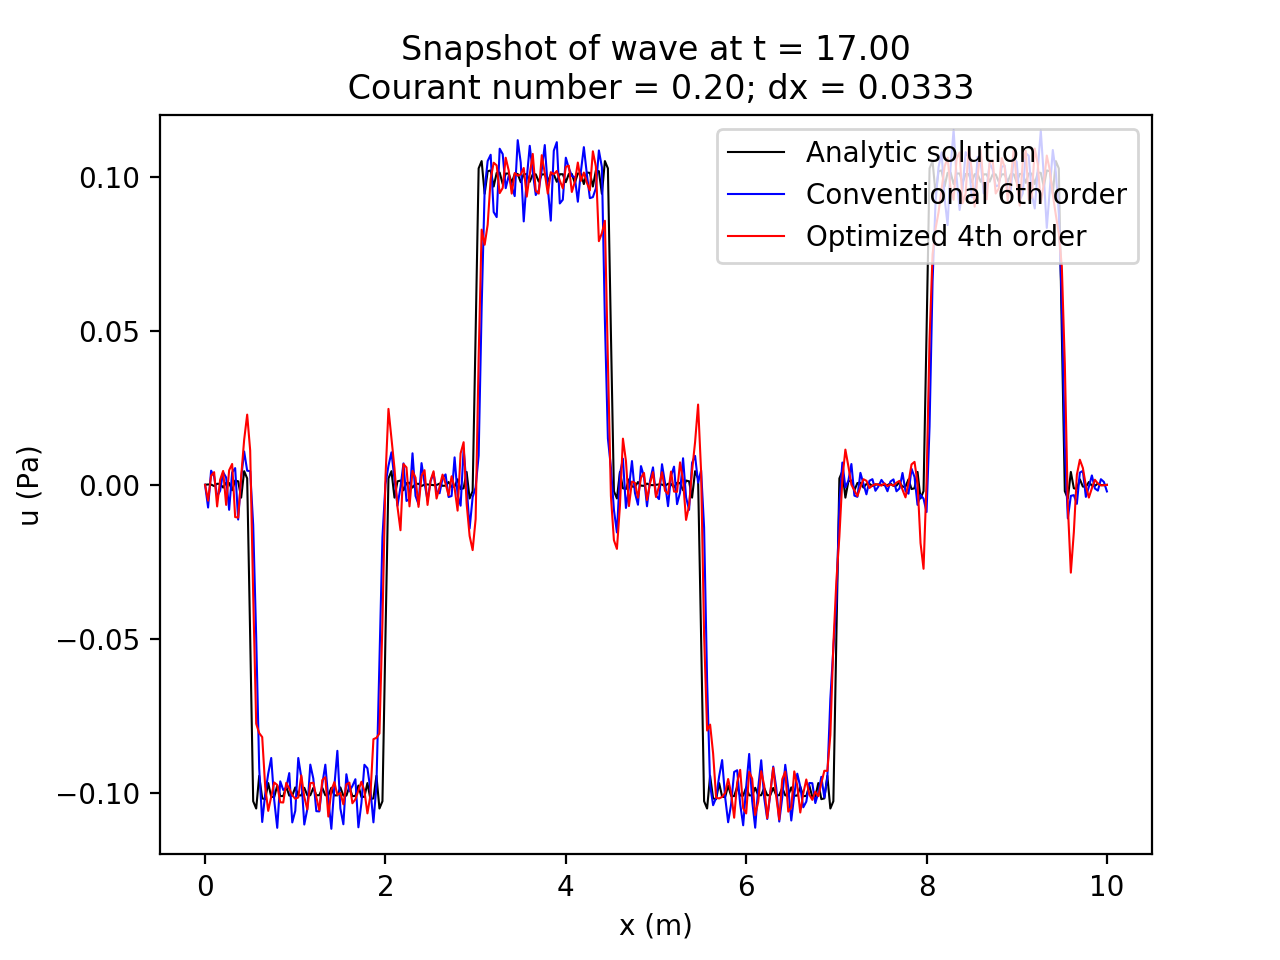 Snapshot of wave at t = 17.00
Courant number = 0.20; dx = 0.0333
Analytic solution
Conventional 6th order
Optimized 4th order
0.10
0.05
0.00
−0.05
−0.10
u (Pa)
0 2 4 6 8 10
x (m)